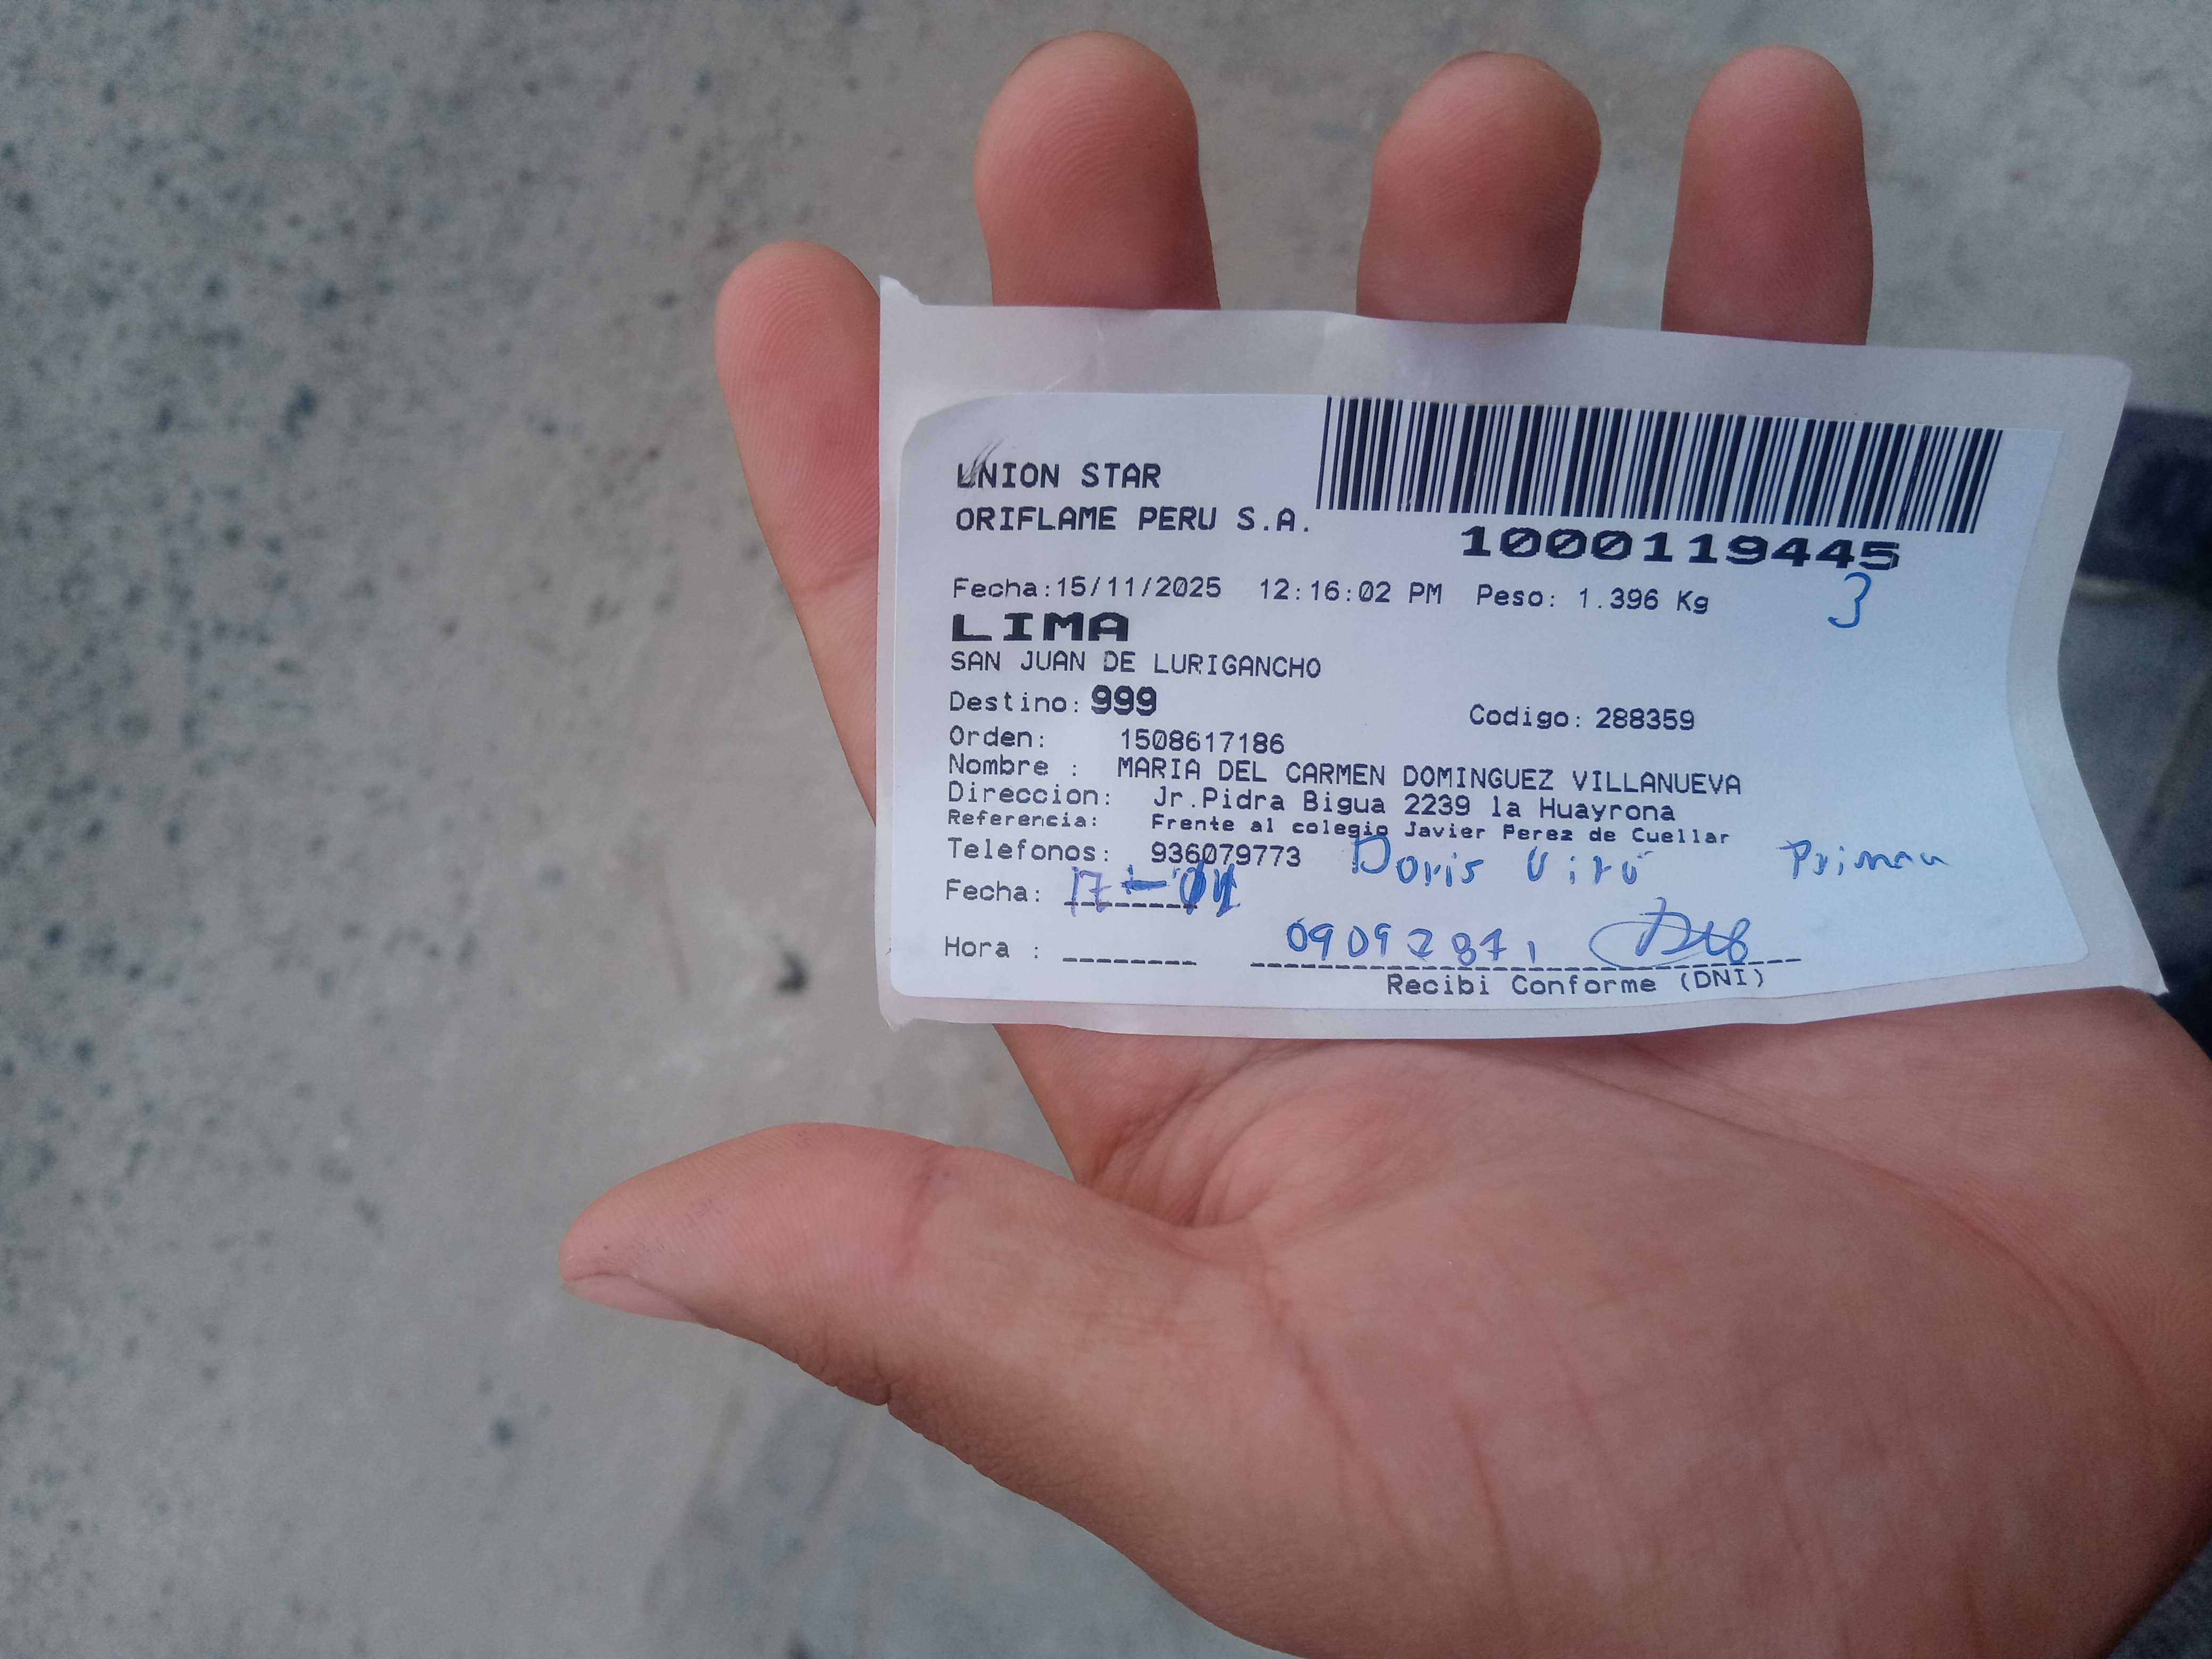 UNION STAR
ORIFLAME PERU S.A.
1000119445
3
Fecha:15/11/2025 12:16:02 PM Peso: 1.396 Kg
LIMA
SAN JUAN DE LURIGANCHO
Destino: 999 Codigo: 288359
Orden: 1508617186
Nombre : MARIA DEL CARMEN DOMINGUEZ VILLANUEVA
Direccion: Jr.Pidra Bigua 2239 la Huayrona
Referencia: Frente al colegio Javier Perez de Cuellar
Telefonos: 936079773 Doris
Fecha: 17
Hora :
Recibi Conforme (DNI)